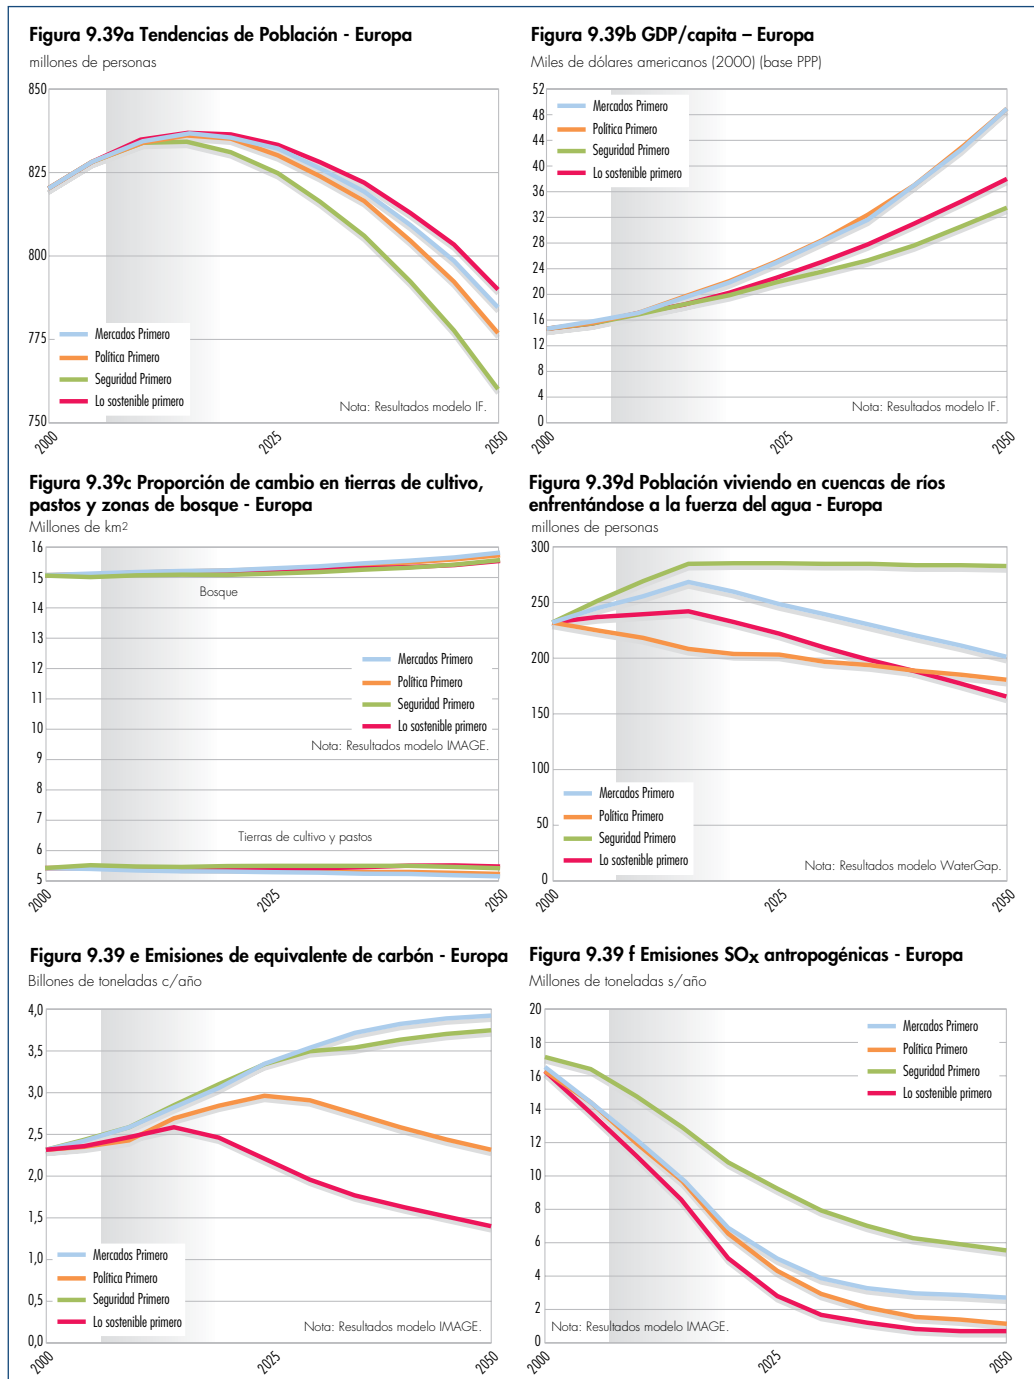 Figura 9.39a Tendencias de Población - Europa
millones de personas
850
825
800
775
750
Mercados Primero
Política Primero
Seguridad Primero
Lo sostenible primero
Nota: Resultados modelo IF.
2000
2025
2050
Figura 9.39b GDP/capita – Europa
Miles de dólares americanos (2000) (base PPP)
52
48
44
40
36
32
28
24
20
16
12
8
4
0
Mercados Primero
Política Primero
Seguridad Primero
Lo sostenible primero
Nota: Resultados modelo IF.
2000
2025
2050
Figura 9.39c Proporción de cambio en tierras de cultivo,
pastos y zonas de bosque - Europa
Millones de km2
16
15
14
13
12
11
10
9
8
7
6
5
Bosque
Mercados Primero
Política Primero
Seguridad Primero
Lo sostenible primero
Nota: Resultados modelo IMAGE.
Tierras de cultivo y pastos
2000
2025
2050
Figura 9.39d Población viviendo en cuencas de ríos
enfrentándose a la fuerza del agua - Europa
millones de personas
300
250
200
150
100
50
0
Mercados Primero
Política Primero
Seguridad Primero
Lo sostenible primero
Nota: Resultados modelo WaterGap.
2000
2025
2050
Figura 9.39 e Emisiones de equivalente de carbón - Europa
Billones de toneladas c/año
4,0
3,5
3,0
2,5
2,0
1,5
1,0
0,5
0,0
Mercados Primero
Política Primero
Seguridad Primero
Lo sostenible primero
Nota: Resultados modelo IMAGE.
2000
2025
2050
Figura 9.39 f Emisiones SOx antropogénicas - Europa
Millones de toneladas s/año
20
18
16
14
12
10
8
6
4
2
0
Mercados Primero
Política Primero
Seguridad Primero
Lo sostenible primero
Nota: Resultados modelo IMAGE.
2000
2025
2050